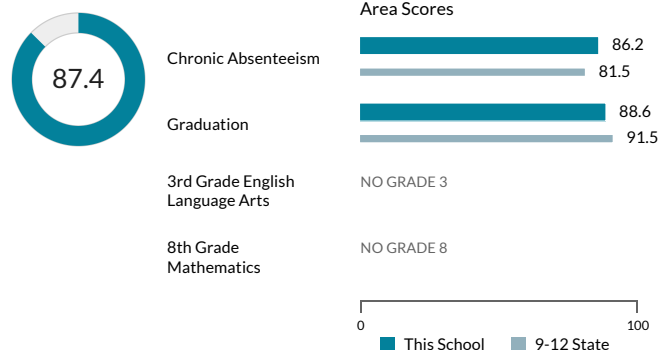 Area Scores
87.4
Chronic Absenteeism
86.2
81.5
Graduation
88.6
91.5
3rd Grade English
Language Arts
NO GRADE 3
8th Grade
Mathematics
NO GRADE 8
0
100
This School
9-12 State